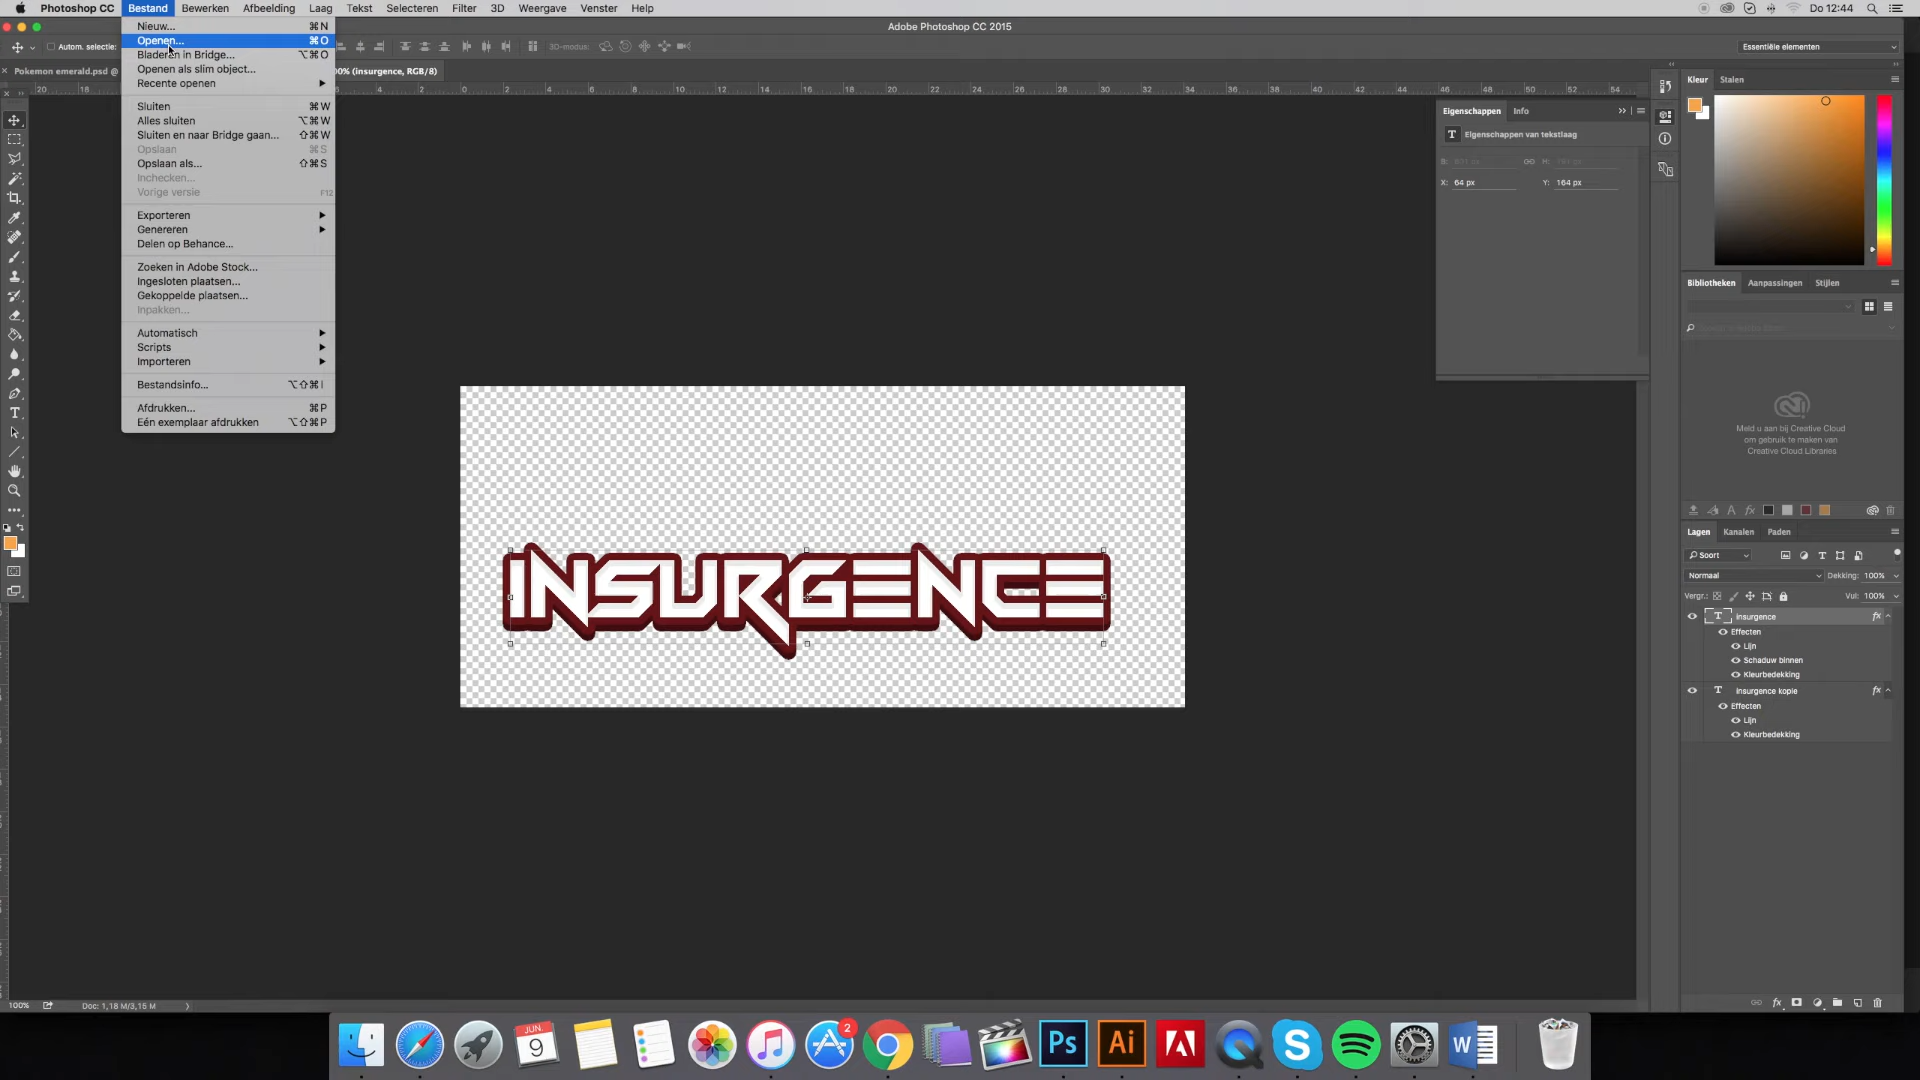 Photoshop CC Bestand Bewerken Afbeelding Laag Tekst Selecteren Filter 3D Weergave Venster Help Do 12:44
Adobe Photoshop CC 2015
Autom. selectie: 3D-modus: Essentiële elementen
Pokemon emerald.psd @ 00% (insurgence, RGB/8)
Nieuw... ⌘N
Openen... ⌘O
Bladeren in Bridge... ⌥⌘O
Openen als slim object...
Recente openen
Sluiten ⌘W
Alles sluiten ⌥⌘W
Sluiten en naar Bridge gaan... ⇧⌘W
Opslaan ⌘S
Opslaan als... ⇧⌘S
Inchecken...
Vorige versie F12
Exporteren
Genereren
Delen op Behance...
Zoeken in Adobe Stock...
Ingesloten plaatsen...
Gekoppelde plaatsen...
Inpakken...
Automatisch
Scripts
Importeren
Bestandsinfo... ⌥⇧⌘I
Afdrukken... ⌘P
Eén exemplaar afdrukken ⌥⇧⌘P
INSURGENCE
Eigenschappen Info
Eigenschappen van tekstlaag
X: 64 px Y: 164 px
Kleur Stalen
Bibliotheken Aanpassingen Stijlen
Meld u aan bij Creative Cloud
om gebruik te maken van
Creative Cloud Libraries
Lagen Kanalen Paden
Soort
Normaal Dekking: 100%
Vergr.: Vul: 100%
insurgence fx
Effecten
Lijn
Schaduw binnen
Kleurbedekking
insurgence kopie fx
Effecten
Lijn
Kleurbedekking
100% Doc: 1,18 M/3,15 M
JUN.
9
2
Ps Ai W